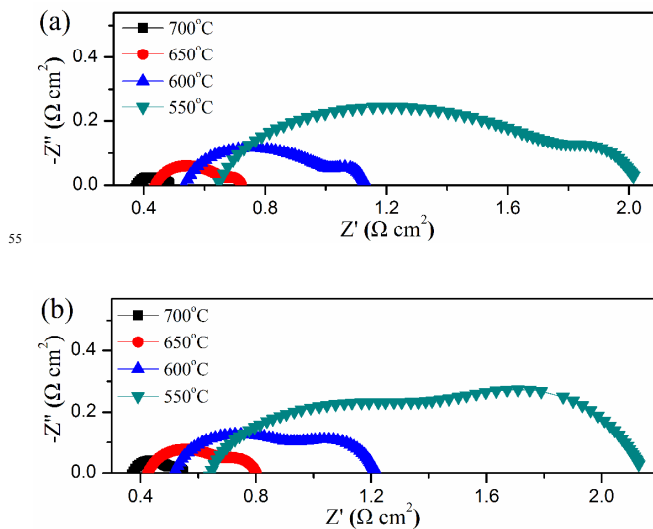 (a)
700°C
650°C
600°C
550°C
-Z'' (Ω cm²)
0.4
0.2
0.0
0.4 0.8 1.2 1.6 2.0
Z' (Ω cm²)
55
(b)
700°C
650°C
600°C
550°C
-Z'' (Ω cm²)
0.4
0.2
0.0
0.4 0.8 1.2 1.6 2.0
Z' (Ω cm²)